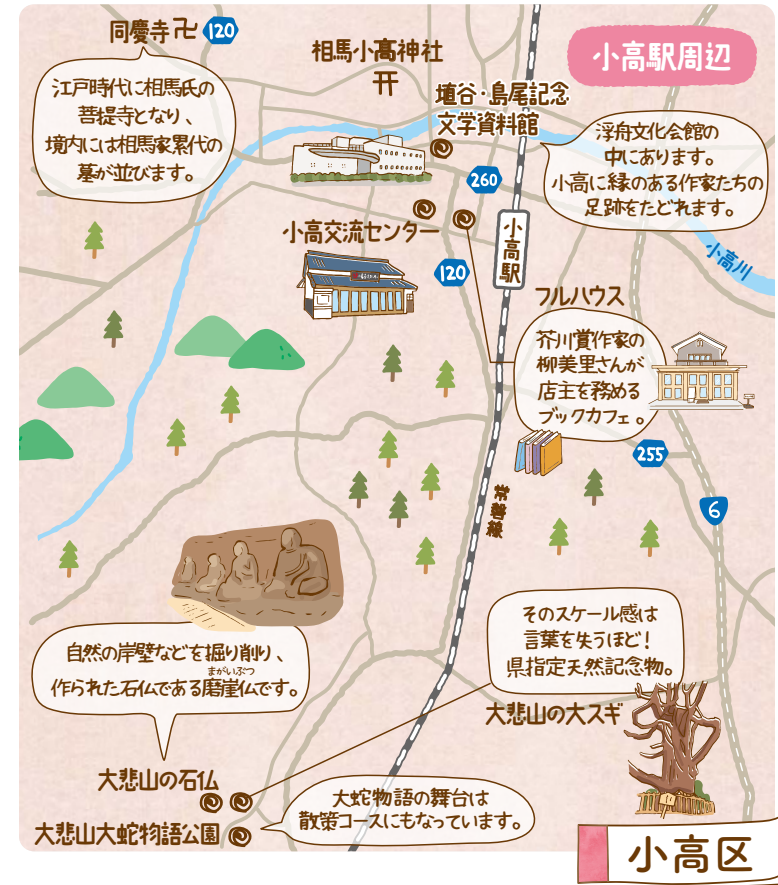 同慶寺卍
120
相馬小高神社
小高駅周辺
江戸時代に相馬氏の
菩提寺となり、
境内には相馬家累代の
墓が並びます。
埴谷・島尾記念
文学資料館
浮舟文化会館の
中にあります。
小高に縁のある作家たちの
足跡をたどれます。
260
小高交流センター
小高駅
小高川
120
フルハウス
芥川賞作家の
柳美里さんが
店主を務める
ブックカフェ。
255
6
常磐線
そのスケール感は
言葉を失うほど!
県指定天然記念物。
自然の岸壁などを掘り削り、
まがいぶつ
作られた石仏である磨崖仏です。
大悲山の大スギ
大悲山の石仏
大蛇物語の舞台は
散策コースにもなっています。
大悲山大蛇物語公園
小高区